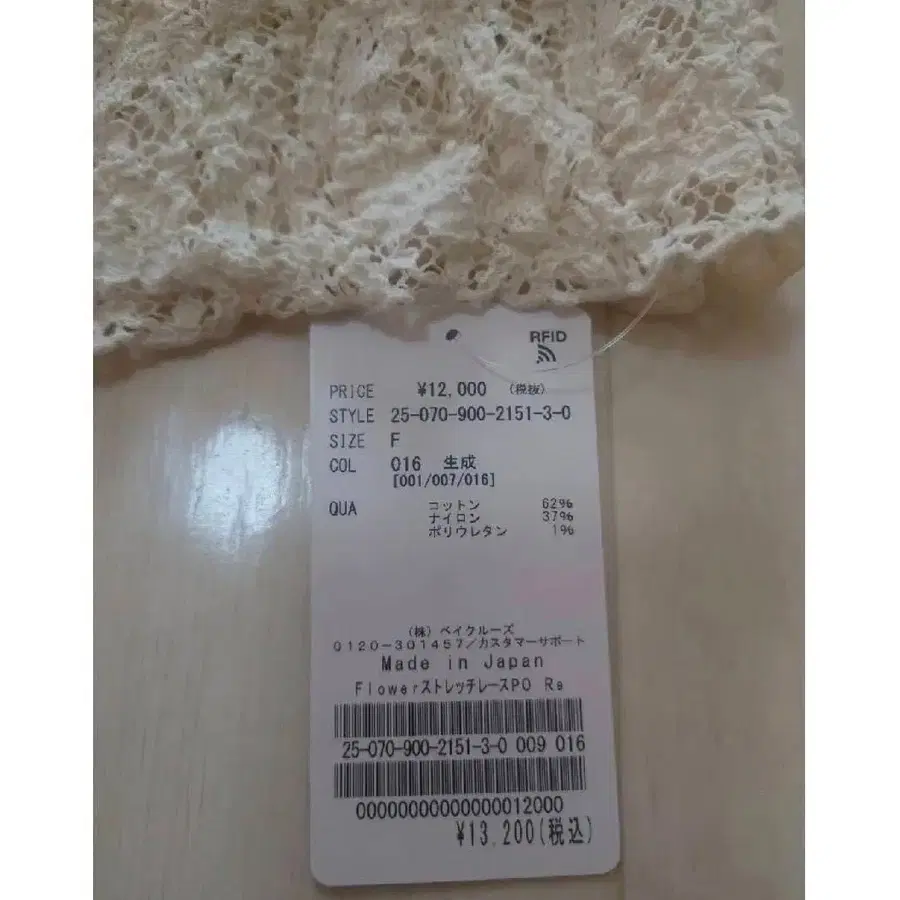 RFID
PRICE ¥12,000 (税抜)
STYLE 25-070-900-2151-3-0
SIZE F
COL 016 生成
[001/007/016]
QUA コットン 62%
ナイロン 37%
ポリウレタン 1%
(株)ベイクルーズ
0120-301457/カスタマーサポート
Made in Japan
FlowerストレッチレースPO Re
25-070-900-2151-3-0 009 016
00000000000000012000
¥13,200(税込)